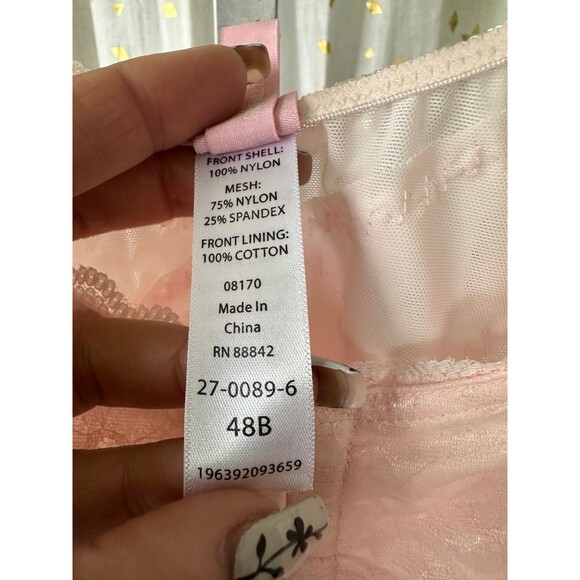 FRONT SHELL:
100% NYLON
MESH:
75% NYLON
25% SPANDEX
FRONT LINING:
100% COTTON
08170
Made In
China
RN 88842
27-0089-6
48B
196392093659